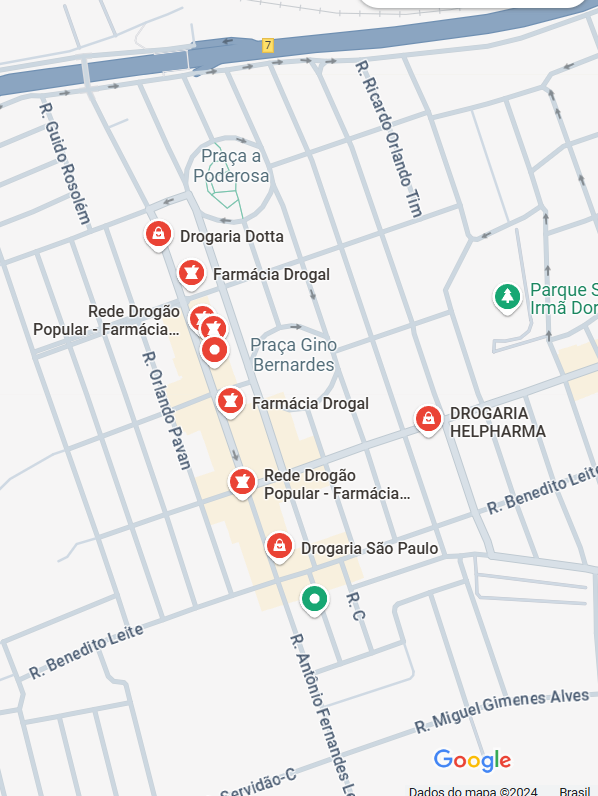 7
R. Ricardo Orlando Tim
R. Guido Rosolém
Praça a
Poderosa
Drogaria Dotta
Farmácia Drogal
Parque S
Irmã Dor
Rede Drogão
Popular - Farmácia...
Praça Gino
Bernardes
R. Orlando Pavan
Farmácia Drogal
DROGARIA
HELPHARMA
Rede Drogão
Popular - Farmácia...
R. Benedito Leite
Drogaria São Paulo
R. C
R. Benedito Leite
R. Antônio Fernandes Le
R. Miguel Gimenes Alves
Servidão-C
Google
Dados do mapa ©2024
Brasil